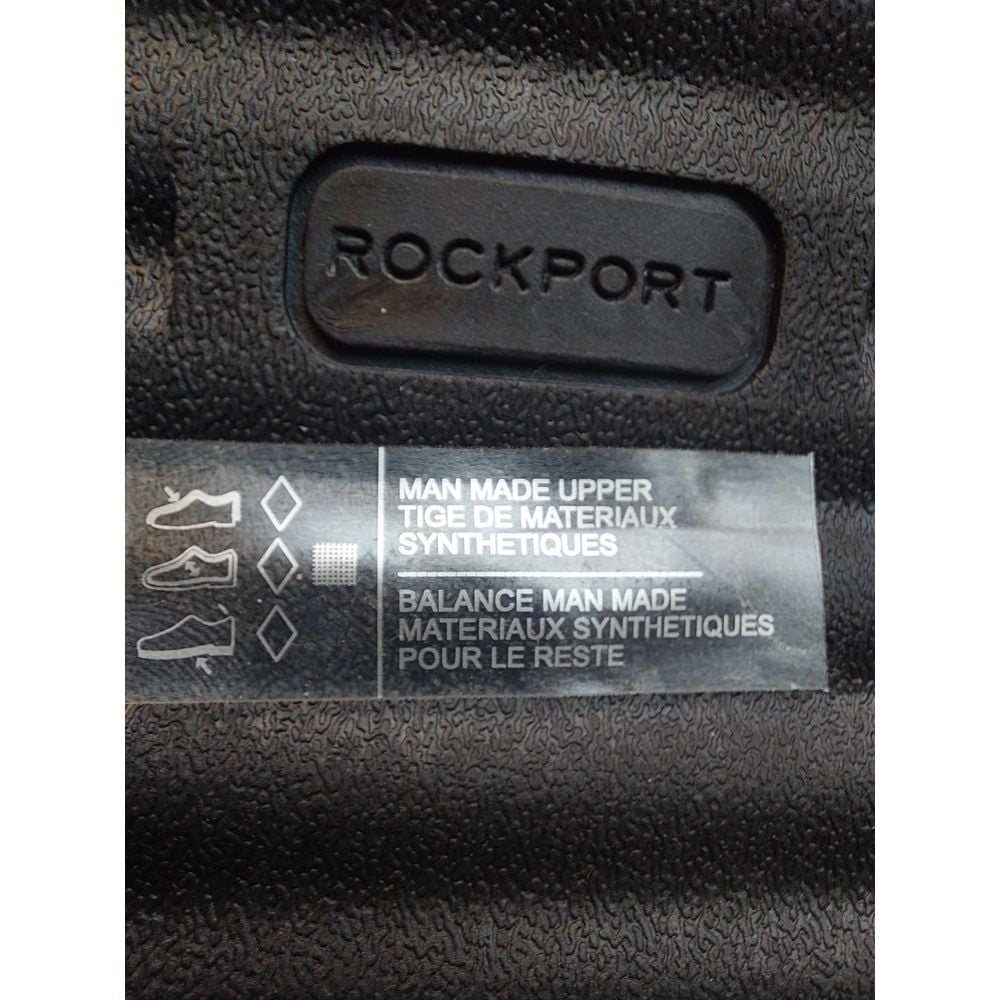 ROCKPORT
MAN MADE UPPER
TIGE DE MATERIAUX
SYNTHETIQUES
BALANCE MAN MADE
MATERIAUX SYNTHETIQUES
POUR LE RESTE